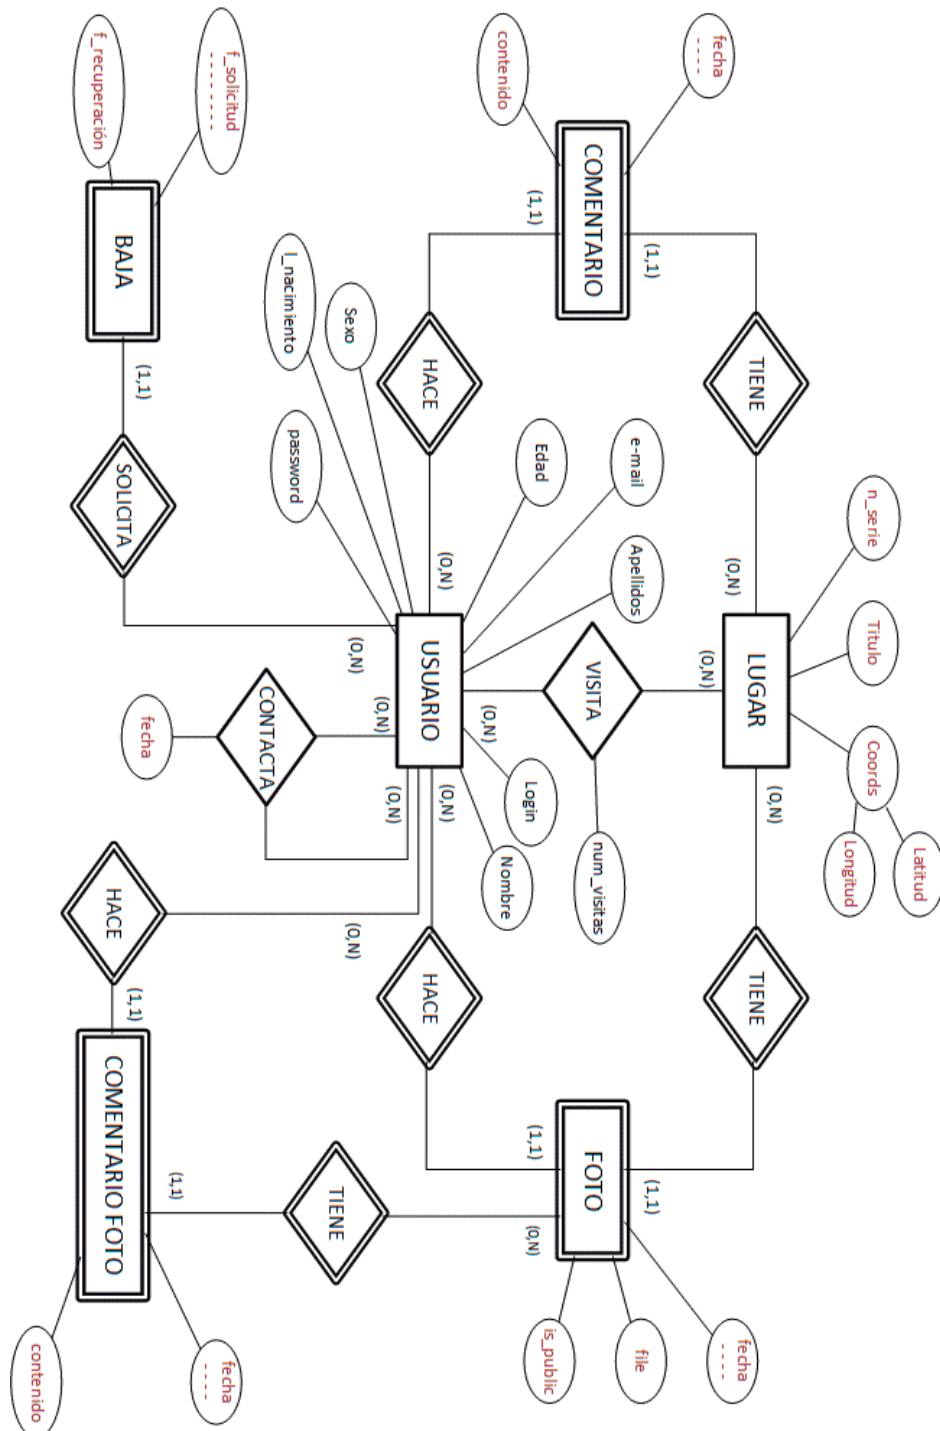 Latitud
n_serie
Titulo
Coords
Longitud
(0,N)
TIENE
LUGAR
TIENE
fecha
fecha
(0,N)
(0,N)
(1,1)
(1,1)
e-mail
Apellidos
file
COMENTARIO
VISITA
num_visitas
FOTO
is_public
(1,1)
Edad
(1,1)
(0,N)
Login
contenido
Nombre
(0,N)
(0,N)
(0,N)
HACE
USUARIO
HACE
(0,N)
(0,N)
Sexo
(0,N)
(0,N)
TIENE
l_nacimiento
password
CONTACTA
f_solicitud
fecha
(1,1)
(1,1)
fecha
(1,1)
BAJA
SOLICITA
HACE
COMENTARIO FOTO
f_recuperación
contenido